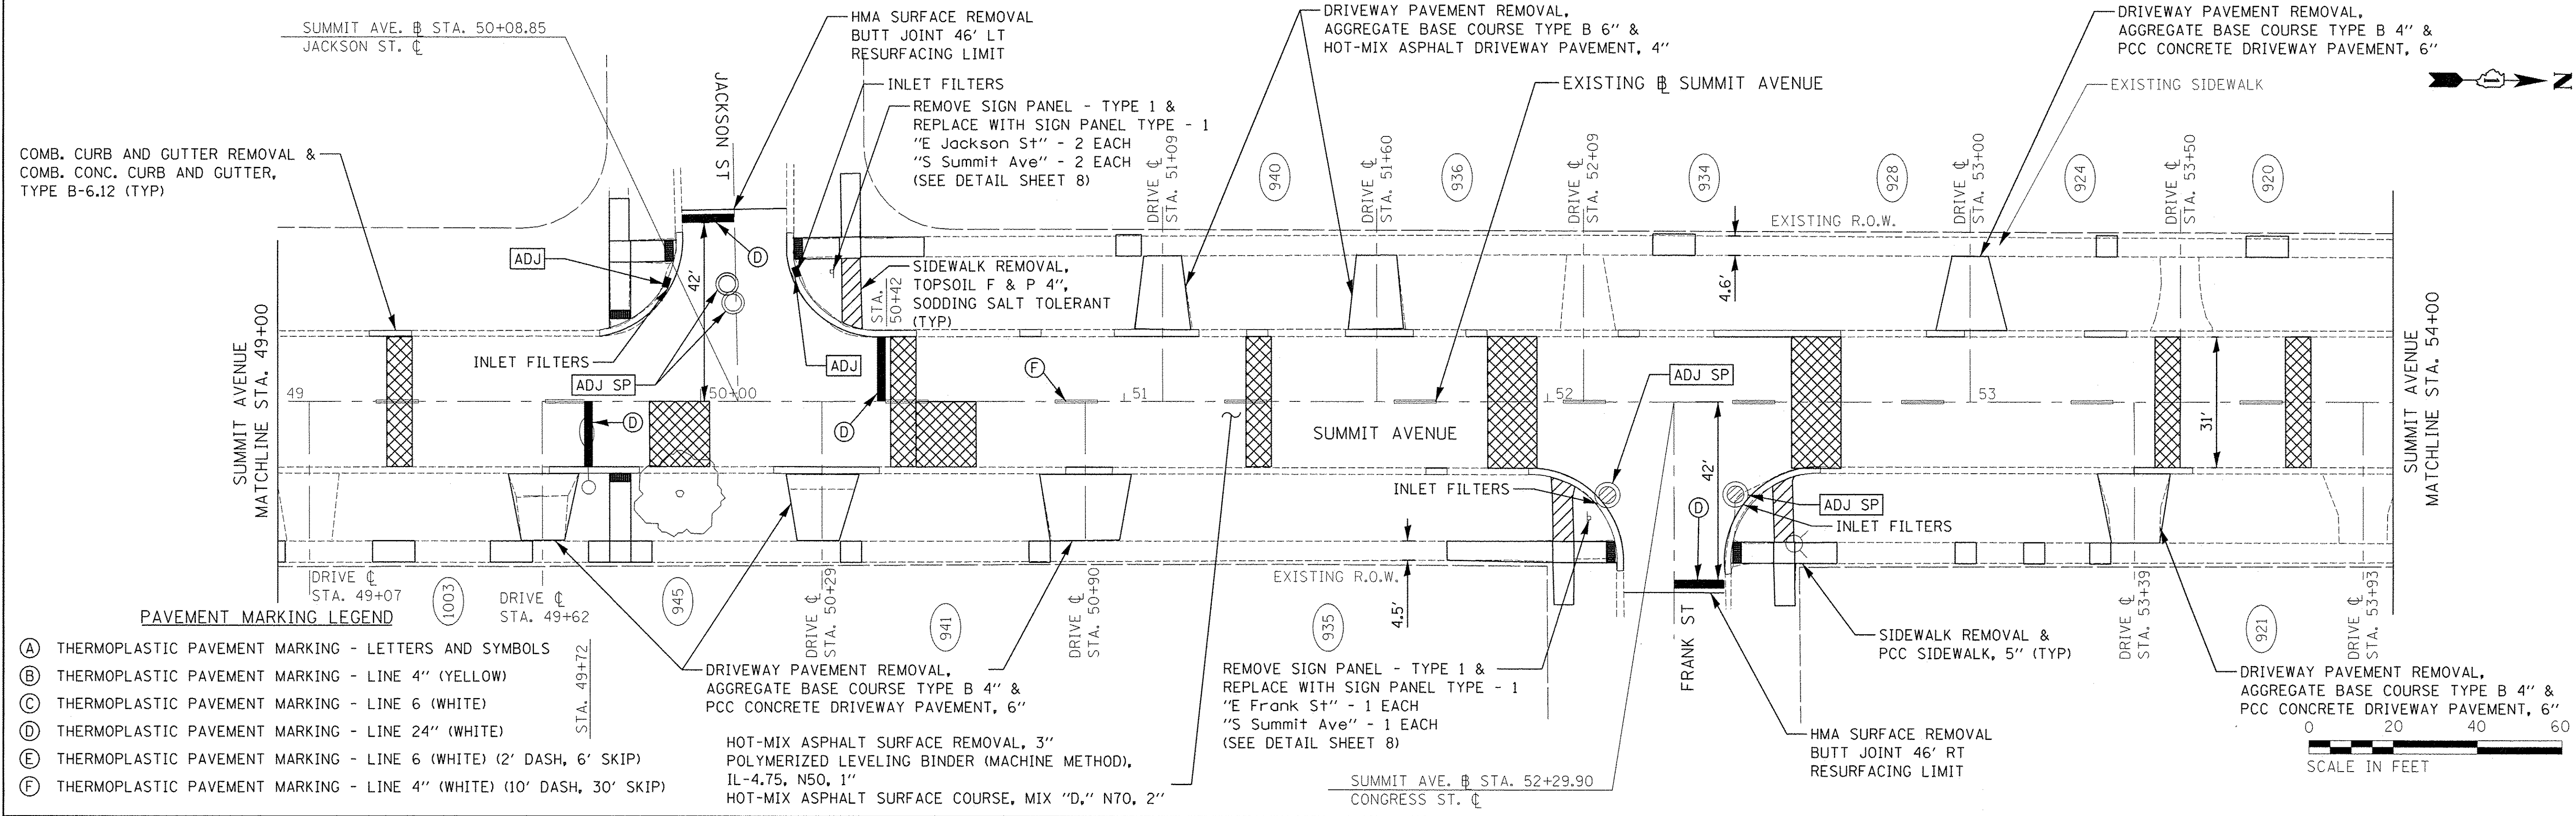 SUMMIT AVE. ⅊ STA. 50+08.85
JACKSON ST. ℄
HMA SURFACE REMOVAL
BUTT JOINT 46' LT
RESURFACING LIMIT
DRIVEWAY PAVEMENT REMOVAL,
AGGREGATE BASE COURSE TYPE B 6" &
HOT-MIX ASPHALT DRIVEWAY PAVEMENT, 4"
DRIVEWAY PAVEMENT REMOVAL,
AGGREGATE BASE COURSE TYPE B 4" &
PCC CONCRETE DRIVEWAY PAVEMENT, 6"
EXISTING SIDEWALK
N
JACKSON ST
INLET FILTERS
REMOVE SIGN PANEL - TYPE 1 &
REPLACE WITH SIGN PANEL TYPE - 1
"E Jackson St" - 2 EACH
"S Summit Ave" - 2 EACH
(SEE DETAIL SHEET 8)
EXISTING ⅊ SUMMIT AVENUE
COMB. CURB AND GUTTER REMOVAL &
COMB. CONC. CURB AND GUTTER,
TYPE B-6.12 (TYP)
DRIVE ℄
STA. 51+09
940
DRIVE ℄
STA. 51+60
936
DRIVE ℄
STA. 52+09
934
928
DRIVE ℄
STA. 53+00
924
DRIVE ℄
STA. 53+50
920
EXISTING R.O.W.
4.6'
ADJ
42'
D
SIDEWALK REMOVAL,
TOPSOIL F & P 4",
SODDING SALT TOLERANT
(TYP)
STA.
50+42
INLET FILTERS
ADJ SP
ADJ
SUMMIT AVENUE
MATCHLINE STA. 49+00
49
50+00
51
52
53
F
D
D
SUMMIT AVENUE
ADJ SP
31'
SUMMIT AVENUE
MATCHLINE STA. 54+00
INLET FILTERS
42'
D
ADJ SP
INLET FILTERS
EXISTING R.O.W.
4.5'
DRIVE ℄
STA. 49+07
1003
DRIVE ℄
STA. 49+62
945
DRIVE ℄
STA. 50+29
941
DRIVE ℄
STA. 50+90
935
FRANK ST
DRIVE ℄
STA. 53+39
921
DRIVE ℄
STA. 53+93
STA. 49+72
PAVEMENT MARKING LEGEND
A THERMOPLASTIC PAVEMENT MARKING - LETTERS AND SYMBOLS
B THERMOPLASTIC PAVEMENT MARKING - LINE 4" (YELLOW)
C THERMOPLASTIC PAVEMENT MARKING - LINE 6 (WHITE)
D THERMOPLASTIC PAVEMENT MARKING - LINE 24" (WHITE)
E THERMOPLASTIC PAVEMENT MARKING - LINE 6 (WHITE) (2' DASH, 6' SKIP)
F THERMOPLASTIC PAVEMENT MARKING - LINE 4" (WHITE) (10' DASH, 30' SKIP)
DRIVEWAY PAVEMENT REMOVAL,
AGGREGATE BASE COURSE TYPE B 4" &
PCC CONCRETE DRIVEWAY PAVEMENT, 6"
HOT-MIX ASPHALT SURFACE REMOVAL, 3"
POLYMERIZED LEVELING BINDER (MACHINE METHOD),
IL-4.75, N50, 1"
HOT-MIX ASPHALT SURFACE COURSE, MIX "D," N70, 2"
REMOVE SIGN PANEL - TYPE 1 &
REPLACE WITH SIGN PANEL TYPE - 1
"E Frank St" - 1 EACH
"S Summit Ave" - 1 EACH
(SEE DETAIL SHEET 8)
SUMMIT AVE. ⅊ STA. 52+29.90
CONGRESS ST. ℄
SIDEWALK REMOVAL &
PCC SIDEWALK, 5" (TYP)
HMA SURFACE REMOVAL
BUTT JOINT 46' RT
RESURFACING LIMIT
DRIVEWAY PAVEMENT REMOVAL,
AGGREGATE BASE COURSE TYPE B 4" &
PCC CONCRETE DRIVEWAY PAVEMENT, 6"
0 20 40 60
SCALE IN FEET